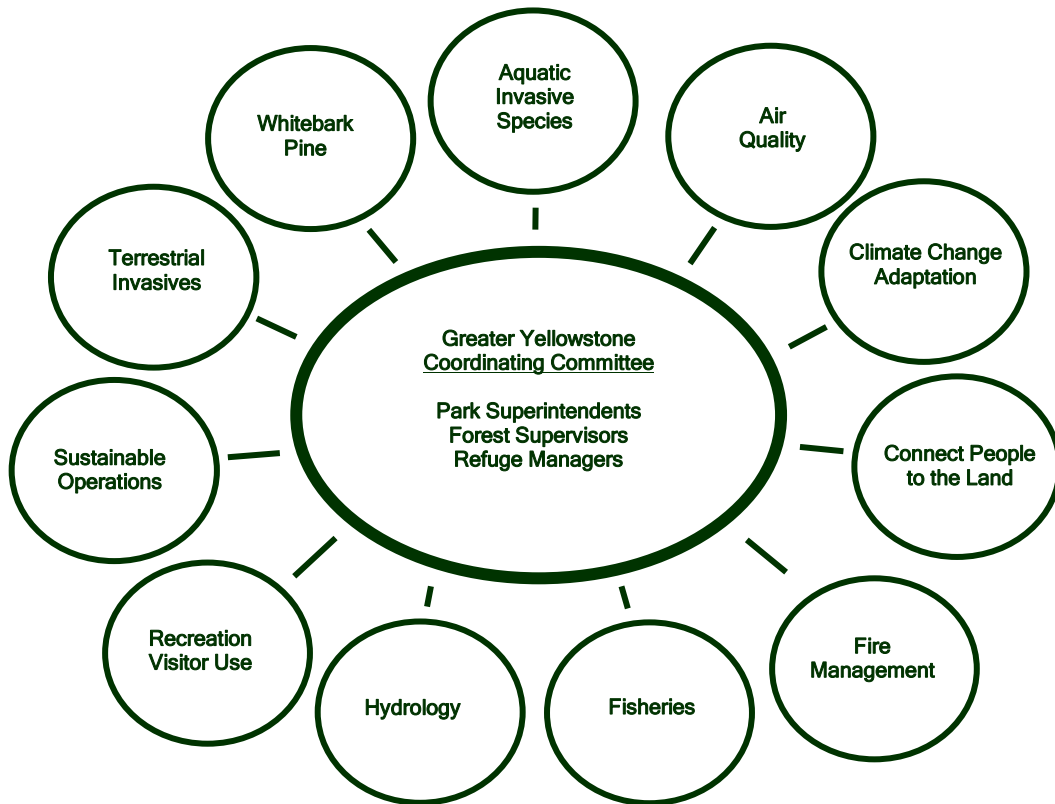 Aquatic
Invasive
Species
Air
Quality
Climate Change
Adaptation
Connect People
to the Land
Fire
Management
Fisheries
Hydrology
Recreation
Visitor Use
Sustainable
Operations
Terrestrial
Invasives
Whitebark
Pine
Greater Yellowstone
Coordinating Committee
Park Superintendents
Forest Supervisors
Refuge Managers